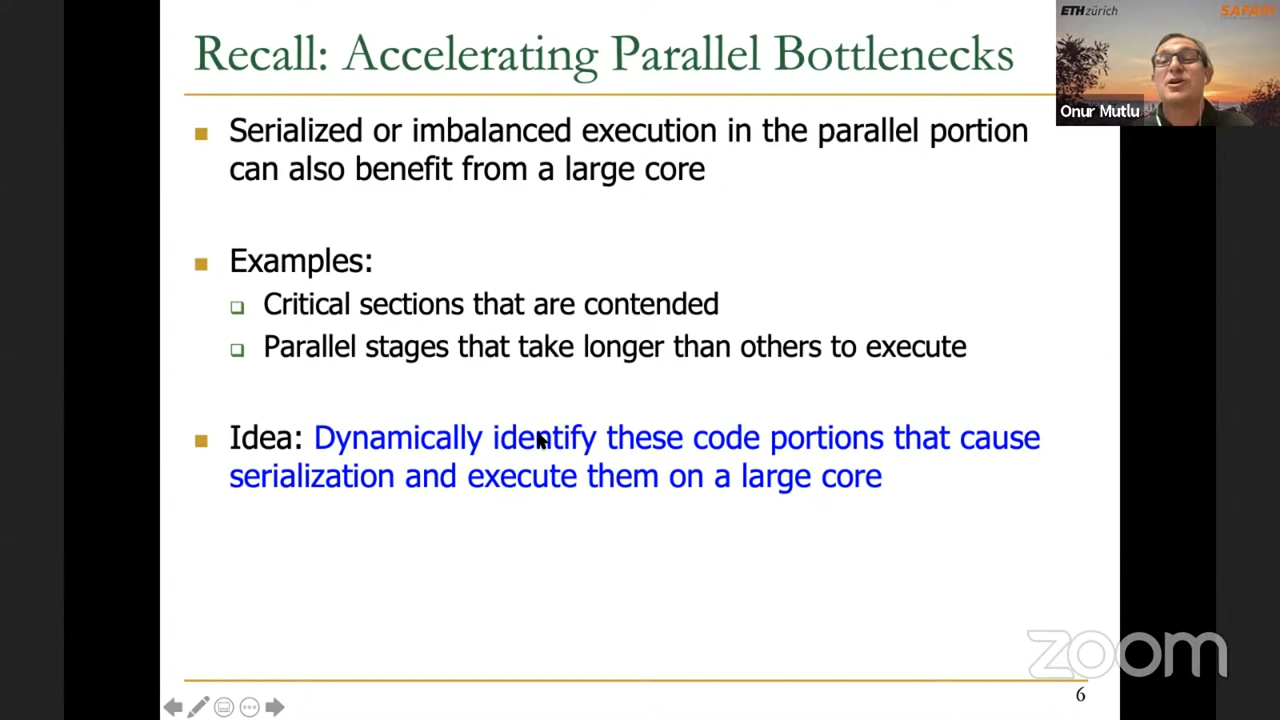 Recall: Accelerating Parallel Bottlenecks
ETH zürich
SAFARI
Onur Mutlu
Serialized or imbalanced execution in the parallel portion
can also benefit from a large core
Examples:
Critical sections that are contended
Parallel stages that take longer than others to execute
Idea: Dynamically identify these code portions that cause
serialization and execute them on a large core
zoom
6